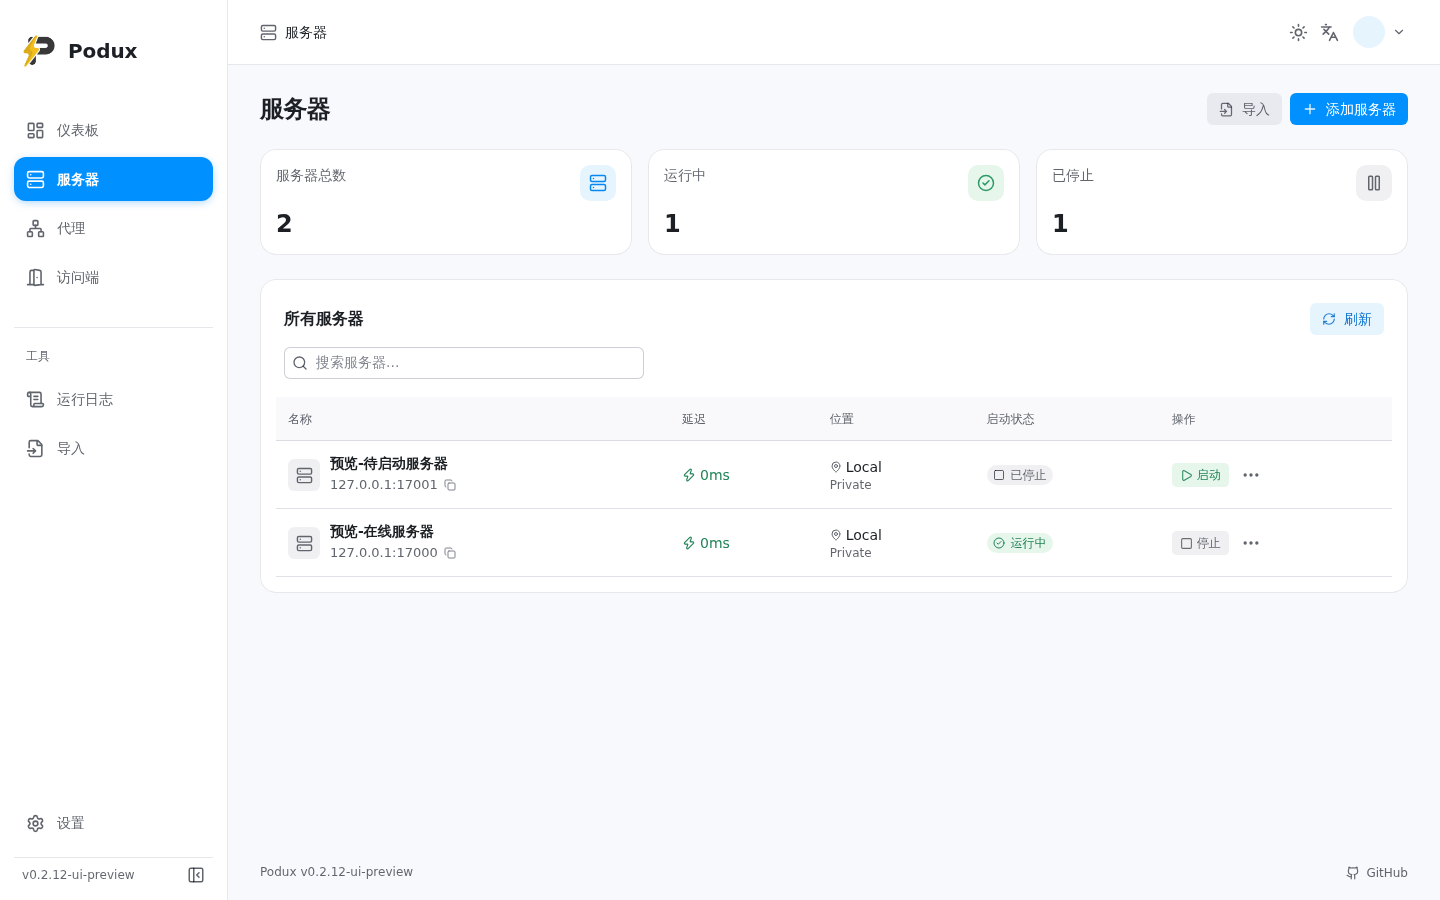 Podux
仪表板
服务器
代理
访问端
工具
运行日志
导入
设置
v0.2.12-ui-preview
服务器
服务器
导入
添加服务器
服务器总数
2
运行中
1
已停止
1
所有服务器
刷新
搜索服务器...
名称 延迟 位置 启动状态 操作
预览-待启动服务器
127.0.0.1:17001
0ms
Local
Private
已停止
启动
预览-在线服务器
127.0.0.1:17000
0ms
Local
Private
运行中
停止
Podux v0.2.12-ui-preview
GitHub